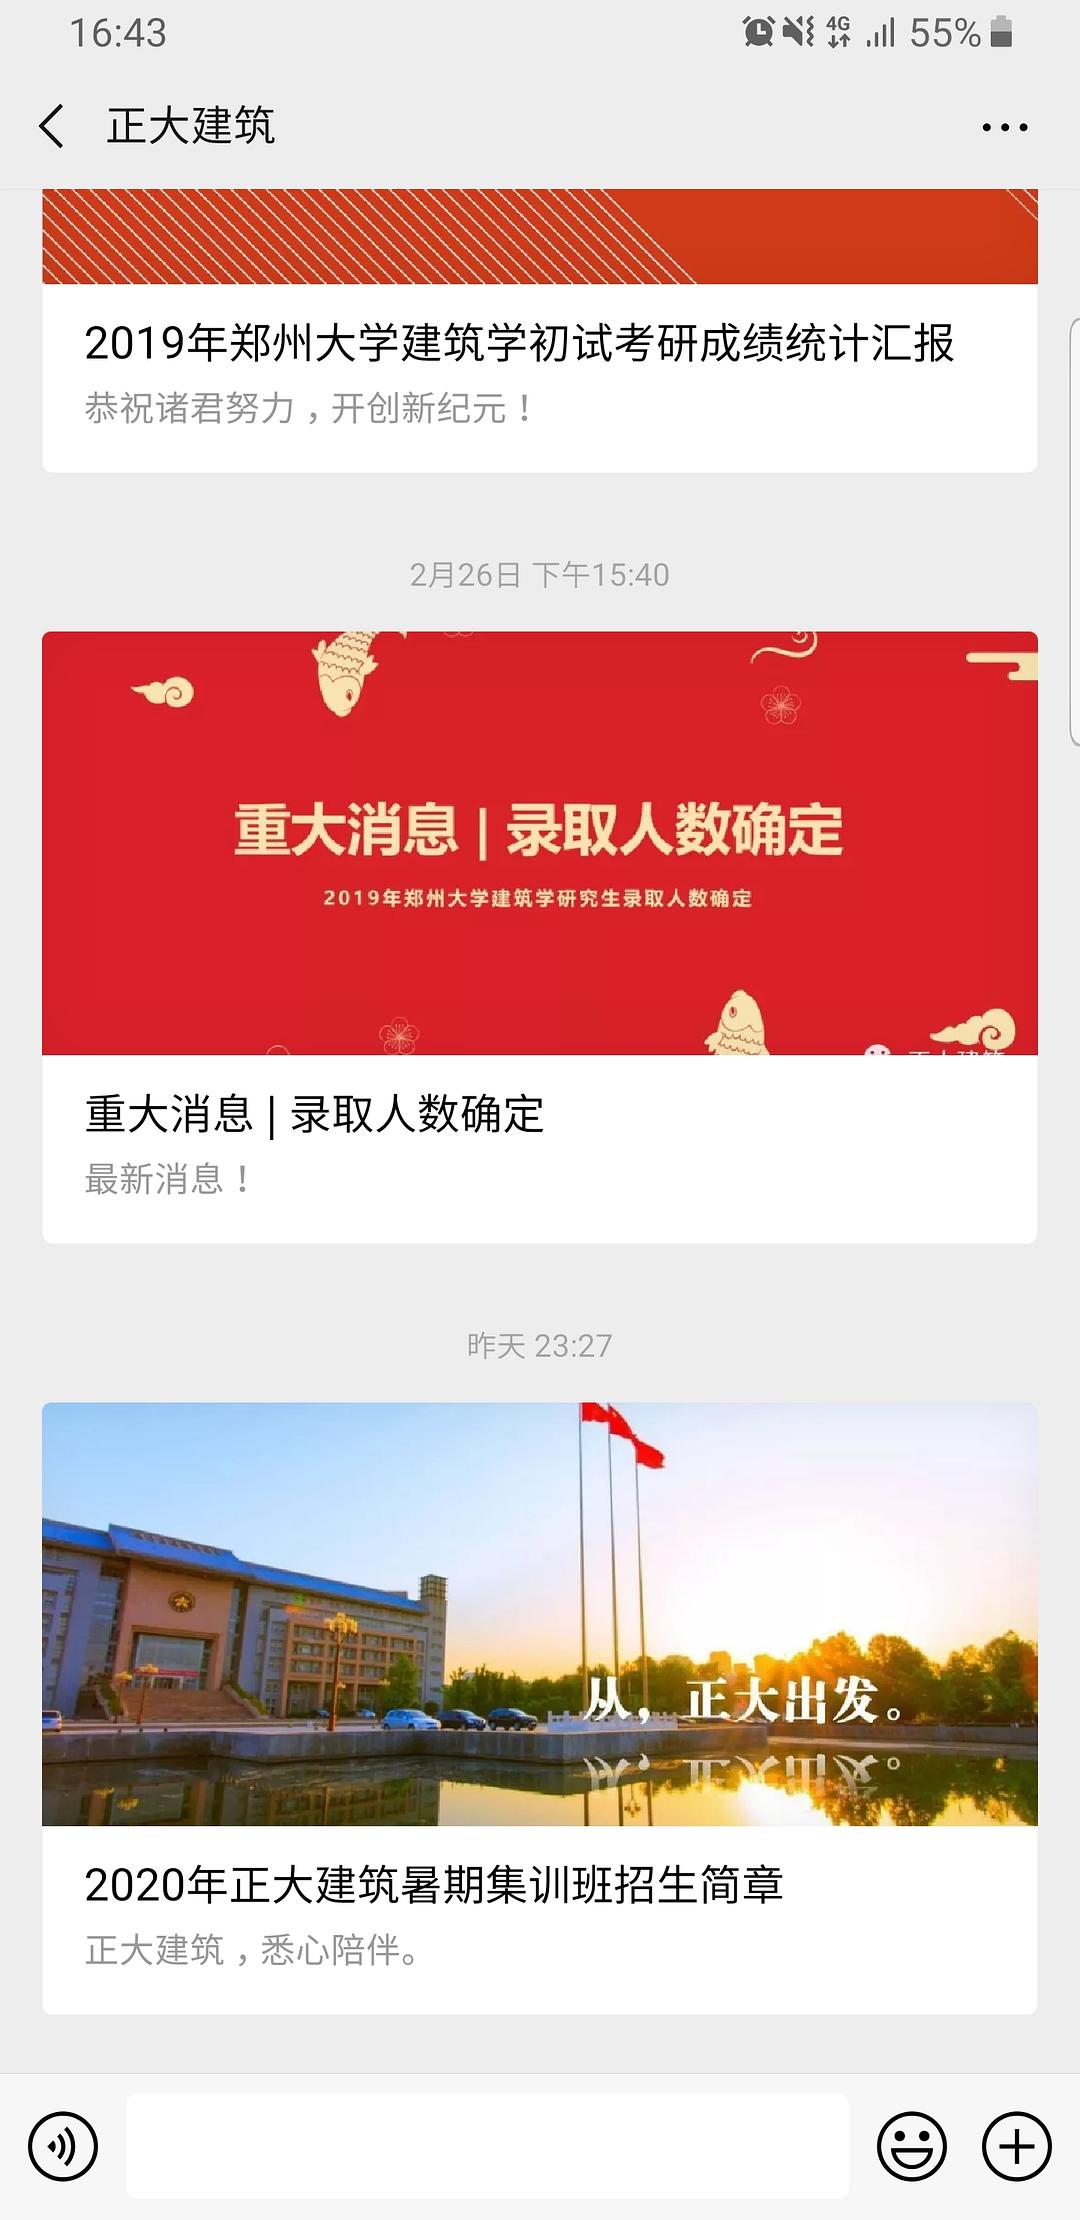 16:43
4G
55%
正大建筑
2019年郑州大学建筑学初试考研成绩统计汇报
恭祝诸君努力，开创新纪元！
2月26日 下午15:40
重大消息 | 录取人数确定
2019年郑州大学建筑学研究生录取人数确定
正大建筑
重大消息 | 录取人数确定
最新消息！
昨天 23:27
从，正大出发。
2020年正大建筑暑期集训班招生简章
正大建筑，悉心陪伴。